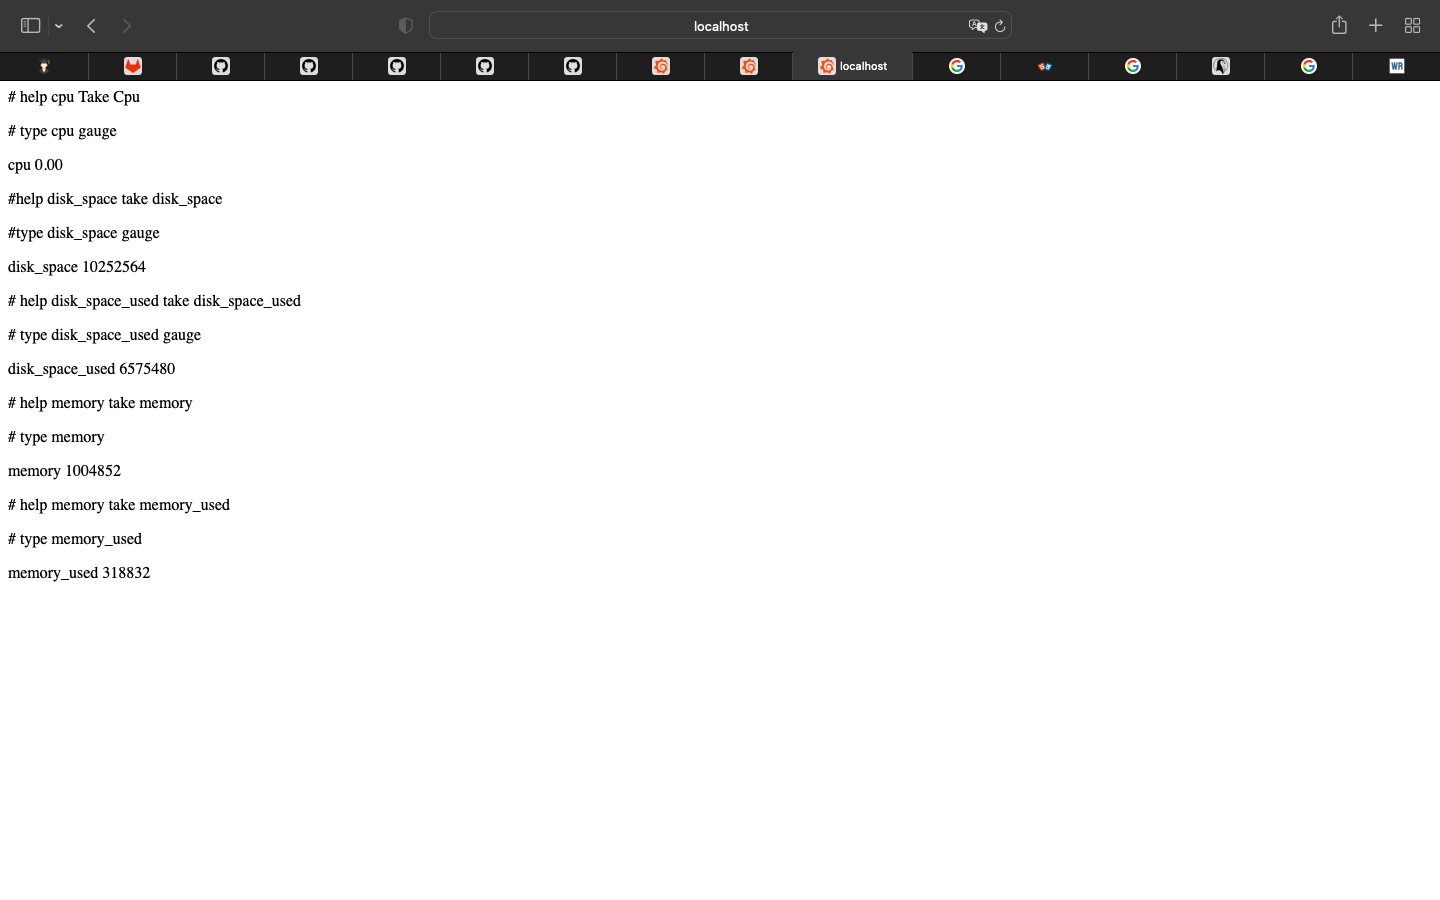 localhost
localhost
WR
# help cpu Take Cpu
# type cpu gauge
cpu 0.00
#help disk_space take disk_space
#type disk_space gauge
disk_space 10252564
# help disk_space_used take disk_space_used
# type disk_space_used gauge
disk_space_used 6575480
# help memory take memory
# type memory
memory 1004852
# help memory take memory_used
# type memory_used
memory_used 318832